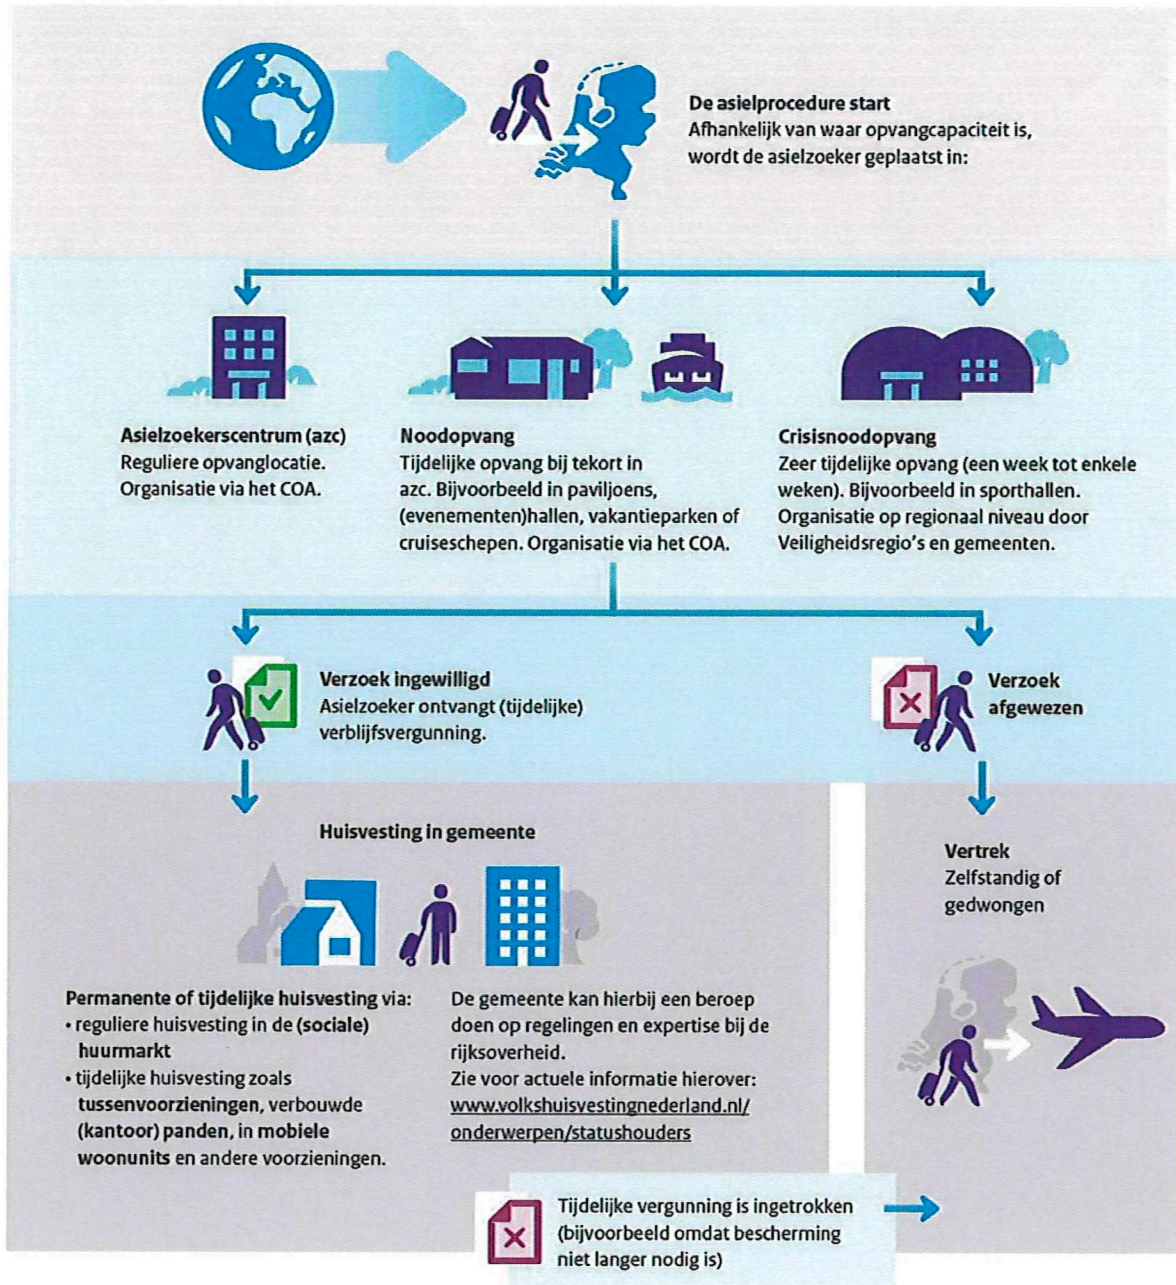 De asielprocedure start
Afhankelijk van waar opvangcapaciteit is,
wordt de asielzoeker geplaatst in:
Asielzoekerscentrum (azc)
Reguliere opvanglocatie.
Organisatie via het COA.
Noodopvang
Tijdelijke opvang bij tekort in
azc. Bijvoorbeeld in paviljoens,
(evenementen)hallen, vakantieparken of
cruiseschepen. Organisatie via het COA.
Crisisnoodopvang
Zeer tijdelijke opvang (een week tot enkele
weken). Bijvoorbeeld in sporthallen.
Organisatie op regionaal niveau door
Veiligheidsregio's en gemeenten.
Verzoek ingewilligd
Asielzoeker ontvangt (tijdelijke)
verblijfsvergunning.
Verzoek
afgewezen
Huisvesting in gemeente
Permanente of tijdelijke huisvesting via:
• reguliere huisvesting in de (sociale)
huurmarkt
• tijdelijke huisvesting zoals
tussenvoorzieningen, verbouwde
(kantoor) panden, in mobiele
woonunits en andere voorzieningen.
De gemeente kan hierbij een beroep
doen op regelingen en expertise bij de
rijksoverheid.
Zie voor actuele informatie hierover:
www.volkshuisvestingnederland.nl/
onderwerpen/statushouders
Vertrek
Zelfstandig of
gedwongen
Tijdelijke vergunning is ingetrokken
(bijvoorbeeld omdat bescherming
niet langer nodig is)